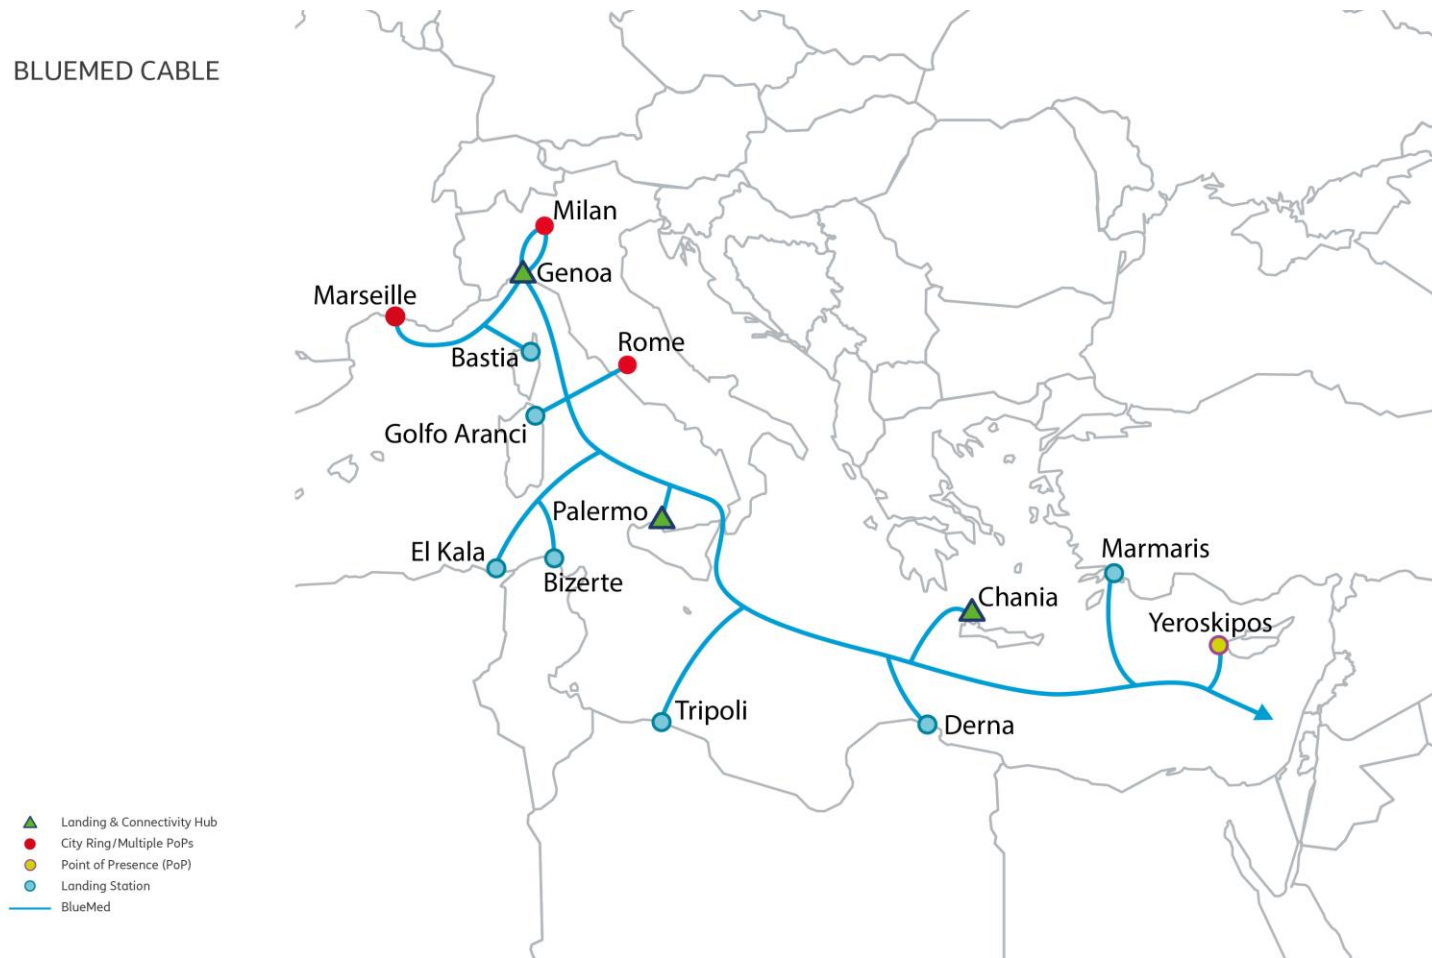 BLUEMED CABLE
Milan
Genoa
Marseille
Rome
Bastia
Golfo Aranci
Palermo
El Kala
Bizerte
Marmaris
Chania
Yeroskipos
Tripoli
Derna
Landing & Connectivity Hub
City Ring/Multiple PoPs
Point of Presence (PoP)
Landing Station
BlueMed